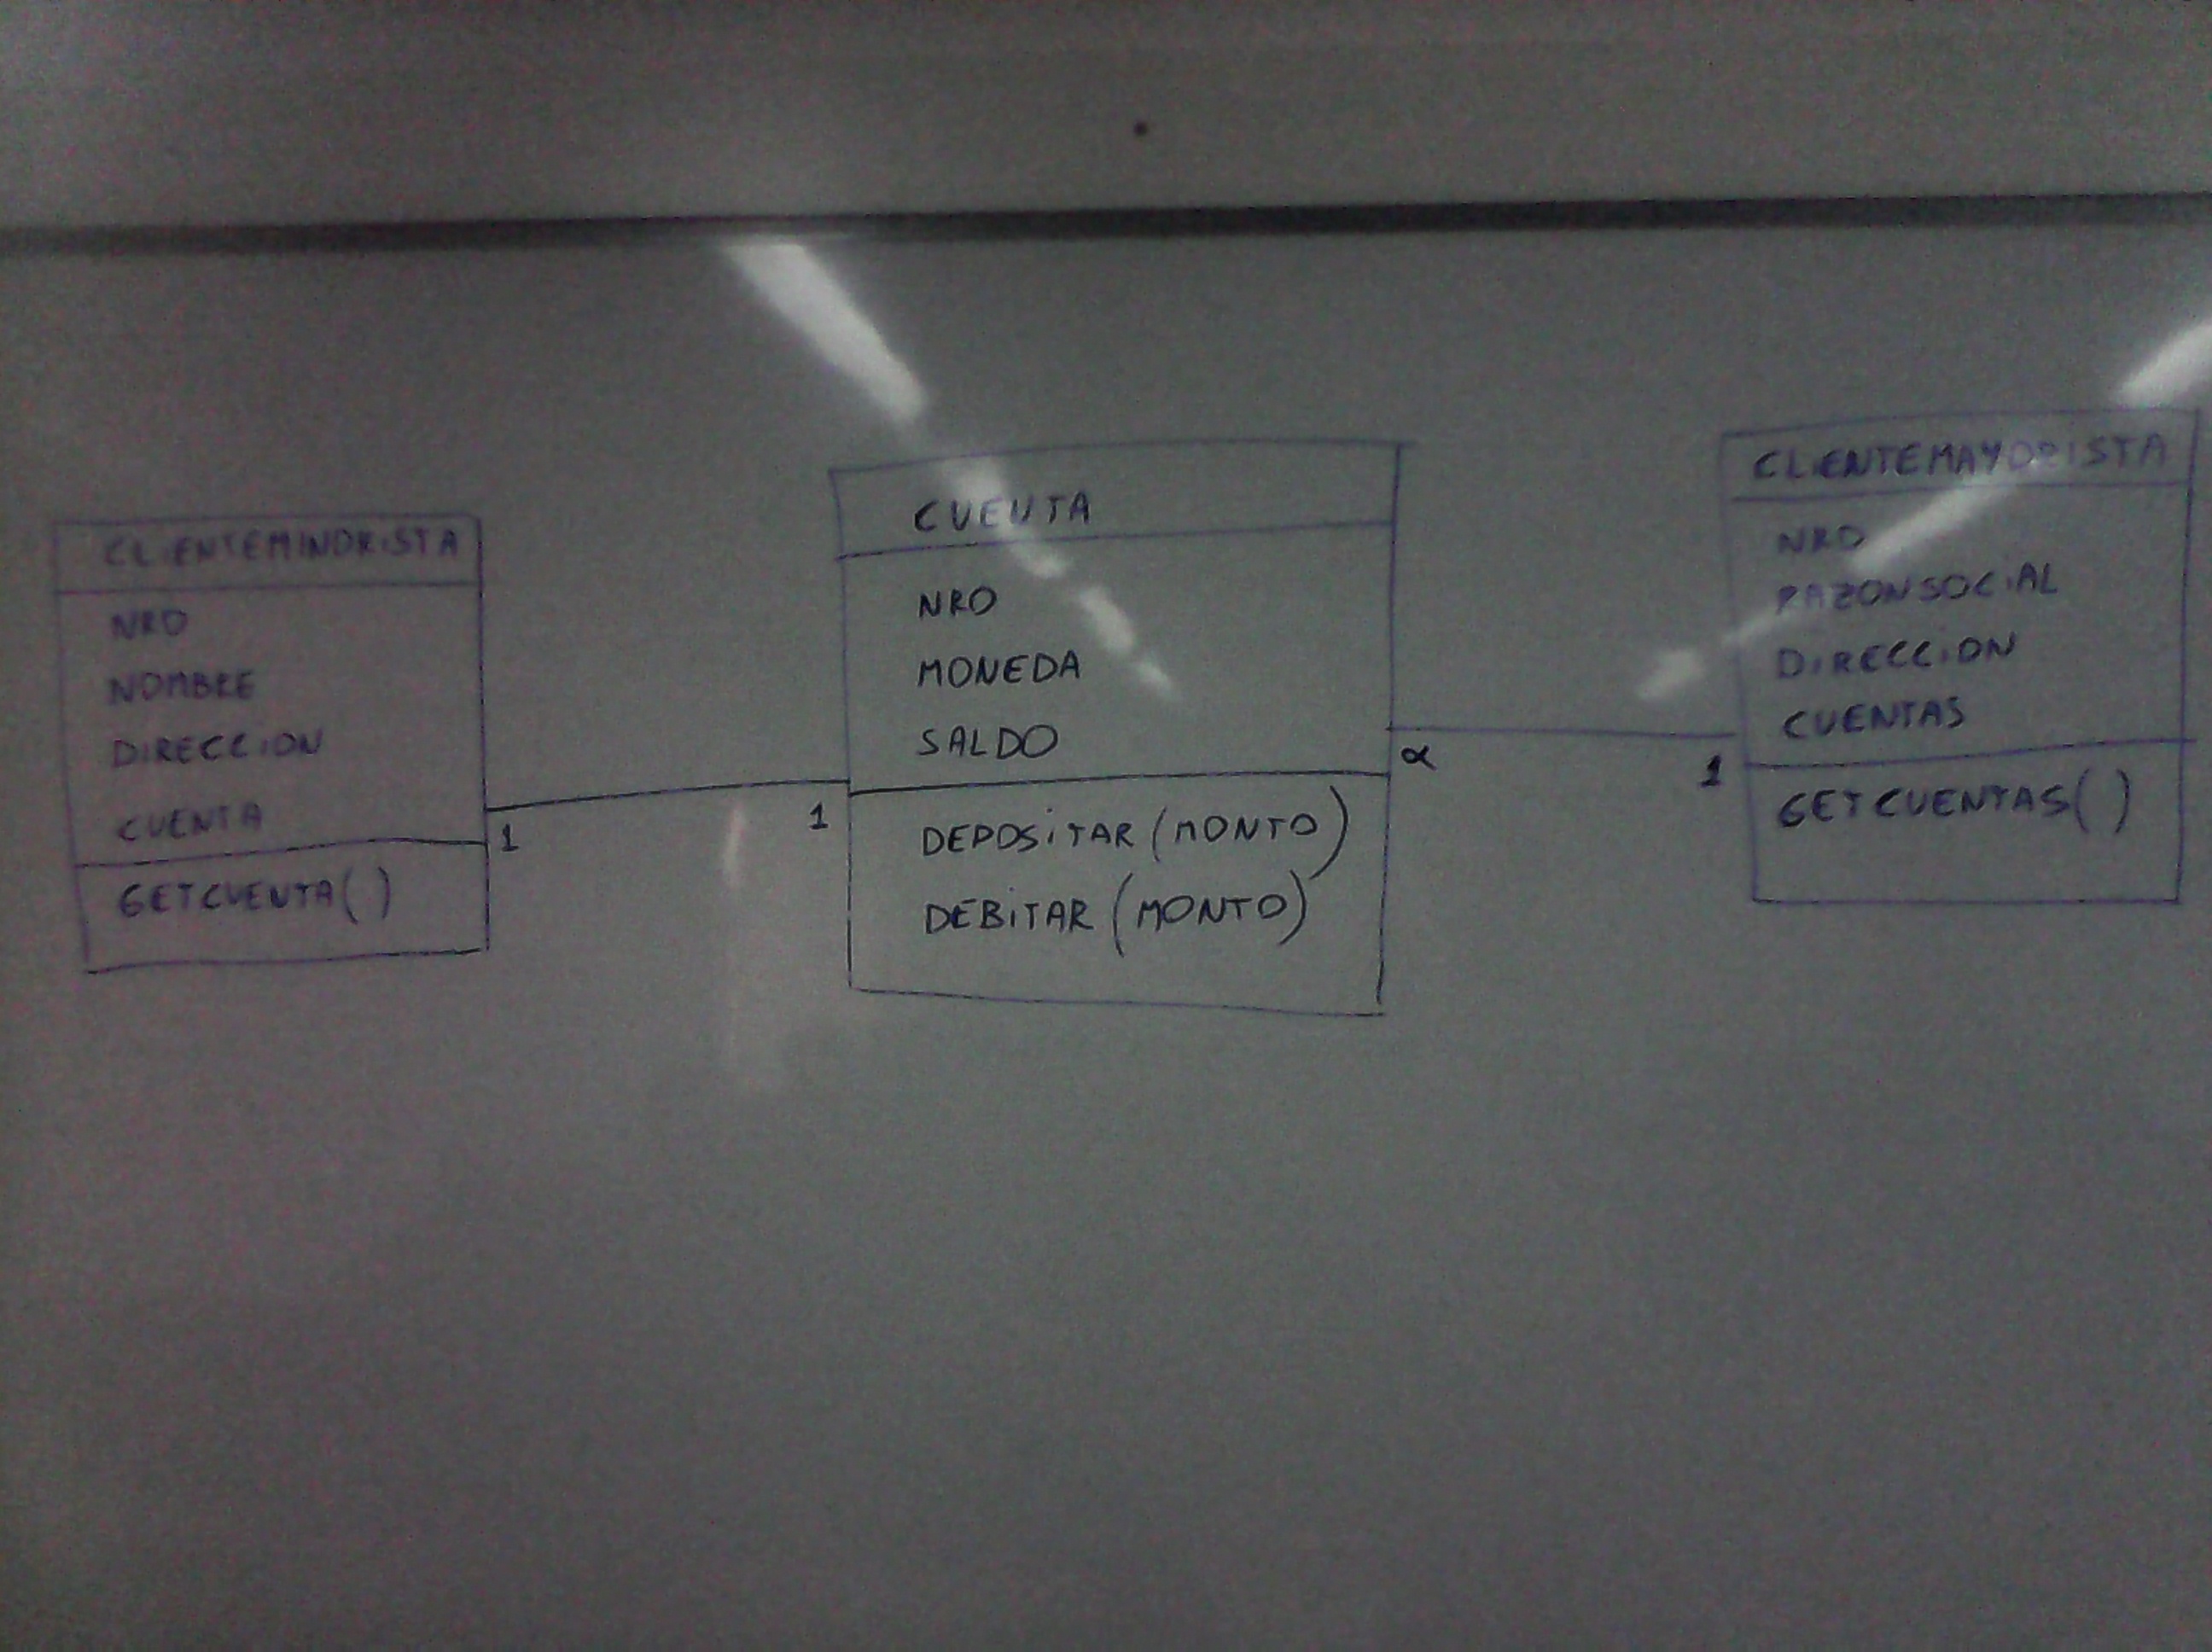 CLIENTEMINORISTA
NRO
NOMBRE
DIRECCION
CUENTA
GETCUENTA()
1
1
CUENTA
NRO
MONEDA
SALDO
DEPOSITAR (MONTO)
DEBITAR (MONTO)
∝
1
CLIENTEMAYORISTA
NRO
RAZONSOCIAL
DIRECCION
CUENTAS
GETCUENTAS()